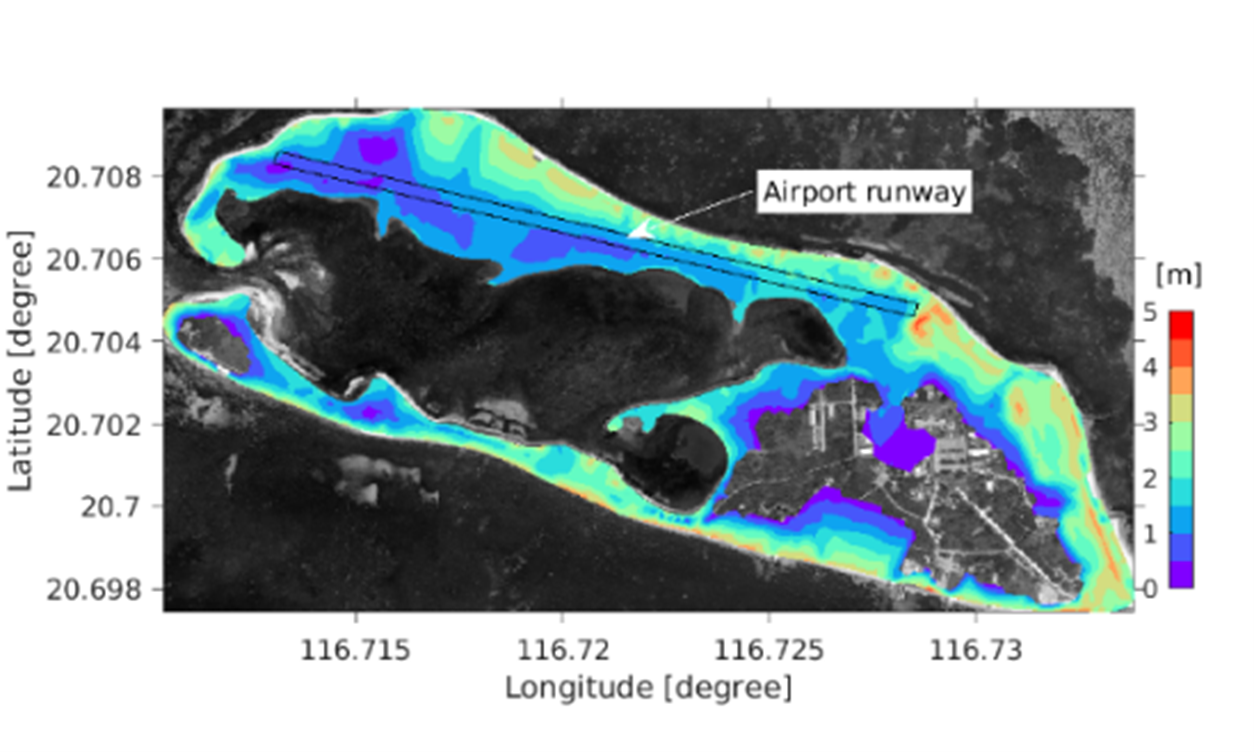 Airport runway
20.708
20.706
20.704
20.702
20.7
20.698
Latitude [degree]
116.715 116.72 116.725 116.73
Longitude [degree]
[m]
5
4
3
2
1
0